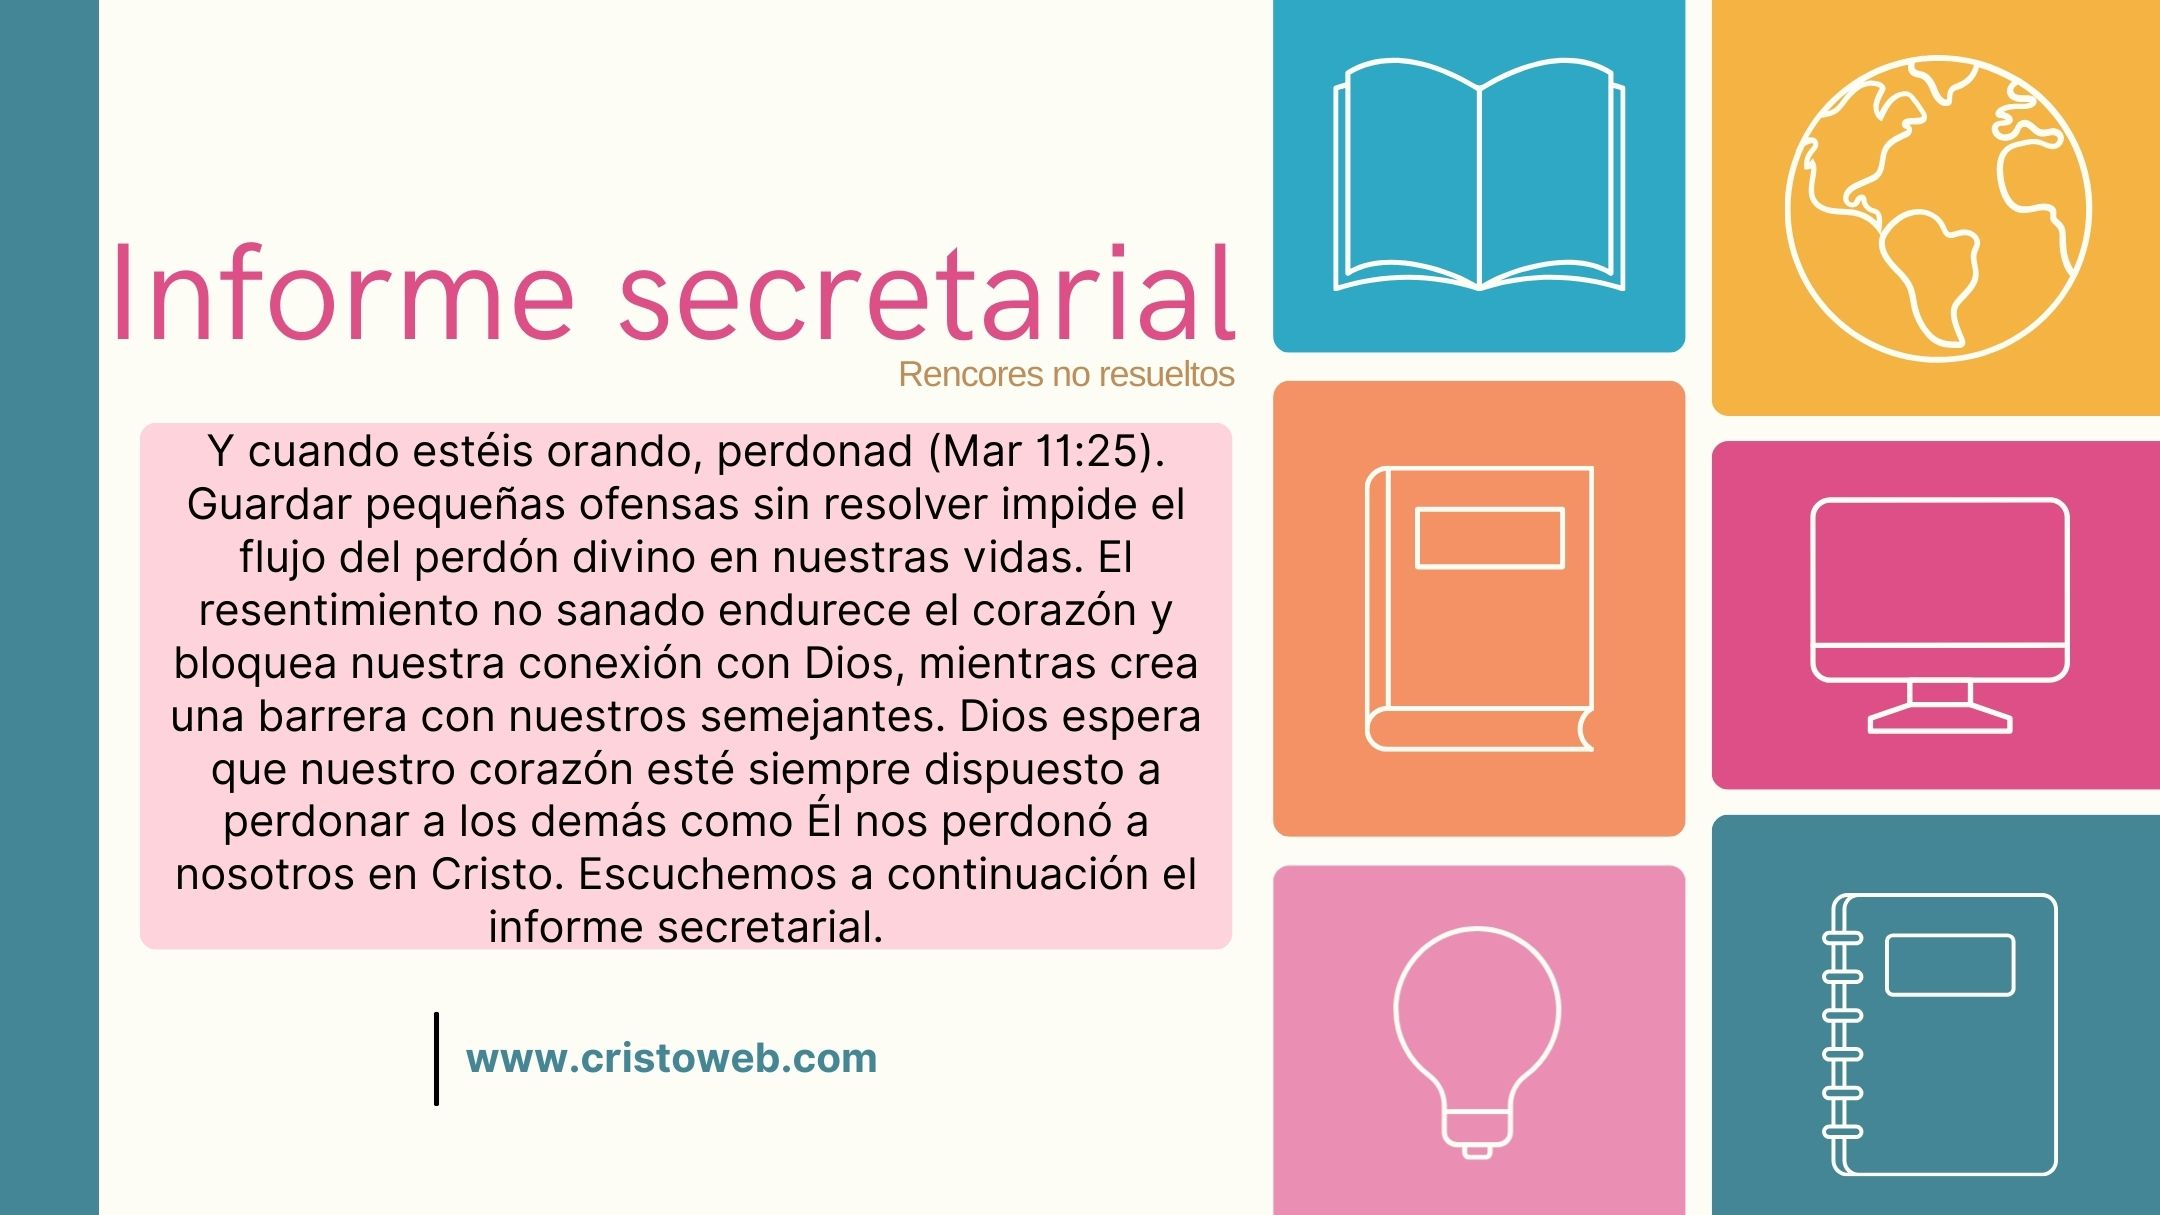 Informe secretarial
Rencores no resueltos
Y cuando estéis orando, perdonad (Mar 11:25).
Guardar pequeñas ofensas sin resolver impide el
flujo del perdón divino en nuestras vidas. El
resentimiento no sanado endurece el corazón y
bloquea nuestra conexión con Dios, mientras crea
una barrera con nuestros semejantes. Dios espera
que nuestro corazón esté siempre dispuesto a
perdonar a los demás como Él nos perdonó a
nosotros en Cristo. Escuchemos a continuación el
informe secretarial.
www.cristoweb.com